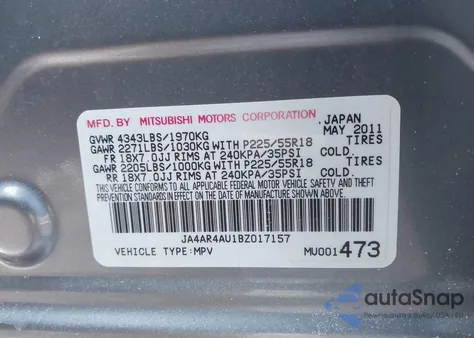 MFD. BY MITSUBISHI MOTORS CORPORATION. JAPAN
GVWR 4343LBS/1970KG MAY 2011
GAWR 2271LBS/1030KG WITH P225/55R18 TIRES
FR 18X7.0JJ RIMS AT 240KPA/35PSI COLD.
GAWR 2205LBS/1000KG WITH P225/55R18 TIRES
RR 18X7.0JJ RIMS AT 240KPA/35PSI COLD.
THIS VEHICLE CONFORMS TO ALL APPLICABLE FEDERAL MOTOR VEHICLE SAFETY AND THEFT
PREVENTION STANDARDS IN EFFECT ON THE DATE OF MANUFACTURE SHOWN ABOVE.
JA4AR4AU1BZ017157
VEHICLE TYPE:MPV MU001473
autoSnap